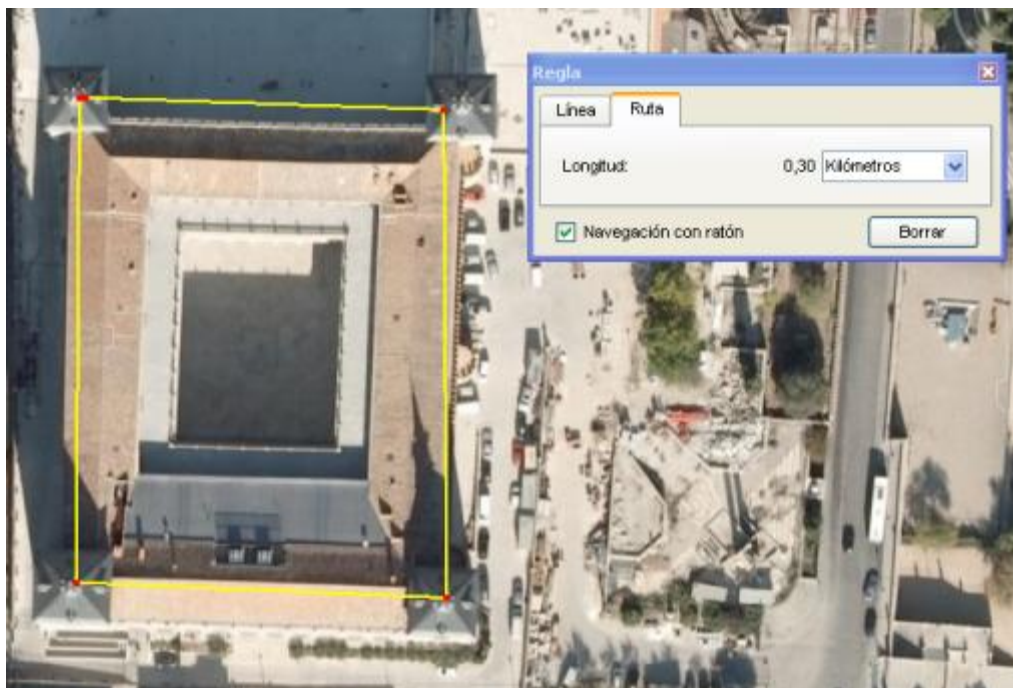 Regla
Línea Ruta
Longitud: 0,30 Kilómetros
Navegación con ratón Borrar